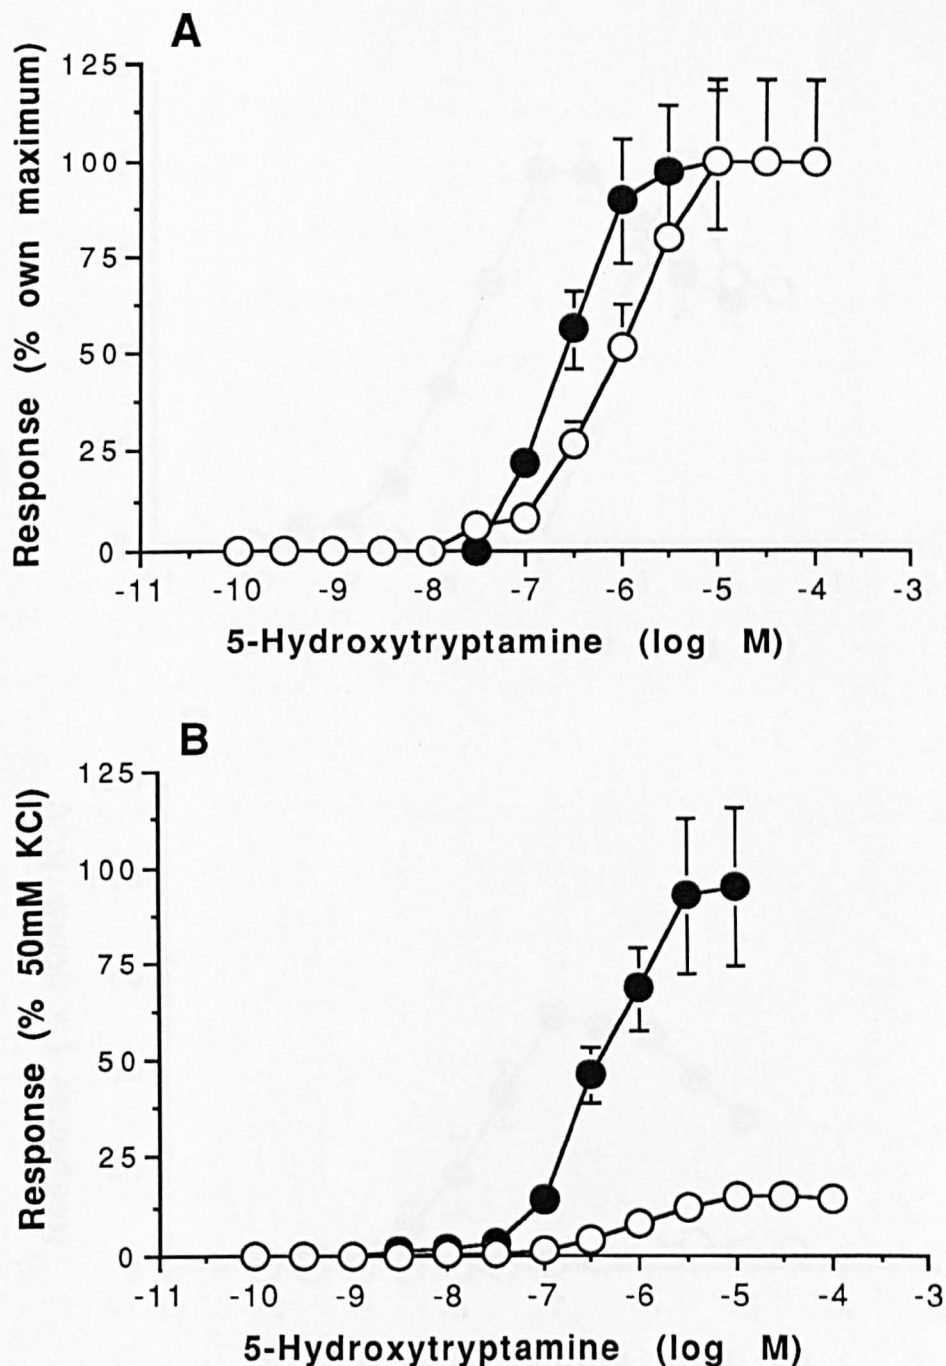 A
Response (% own maximum)
125
100
75
50
25
0
-11 -10 -9 -8 -7 -6 -5 -4 -3
5-Hydroxytryptamine (log M)
B
Response (% 50mM KCl)
125
100
75
50
25
0
-11 -10 -9 -8 -7 -6 -5 -4 -3
5-Hydroxytryptamine (log M)